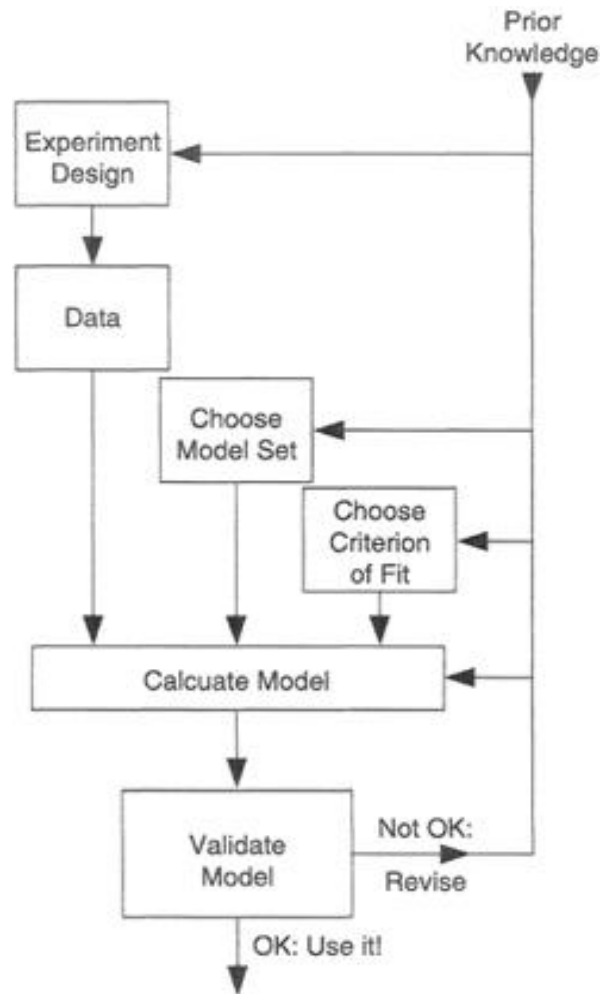 Prior
Knowledge
Experiment
Design
Data
Choose
Model Set
Choose
Criterion
of Fit
Calcuate Model
Validate
Model
Not OK:
Revise
OK: Use it!